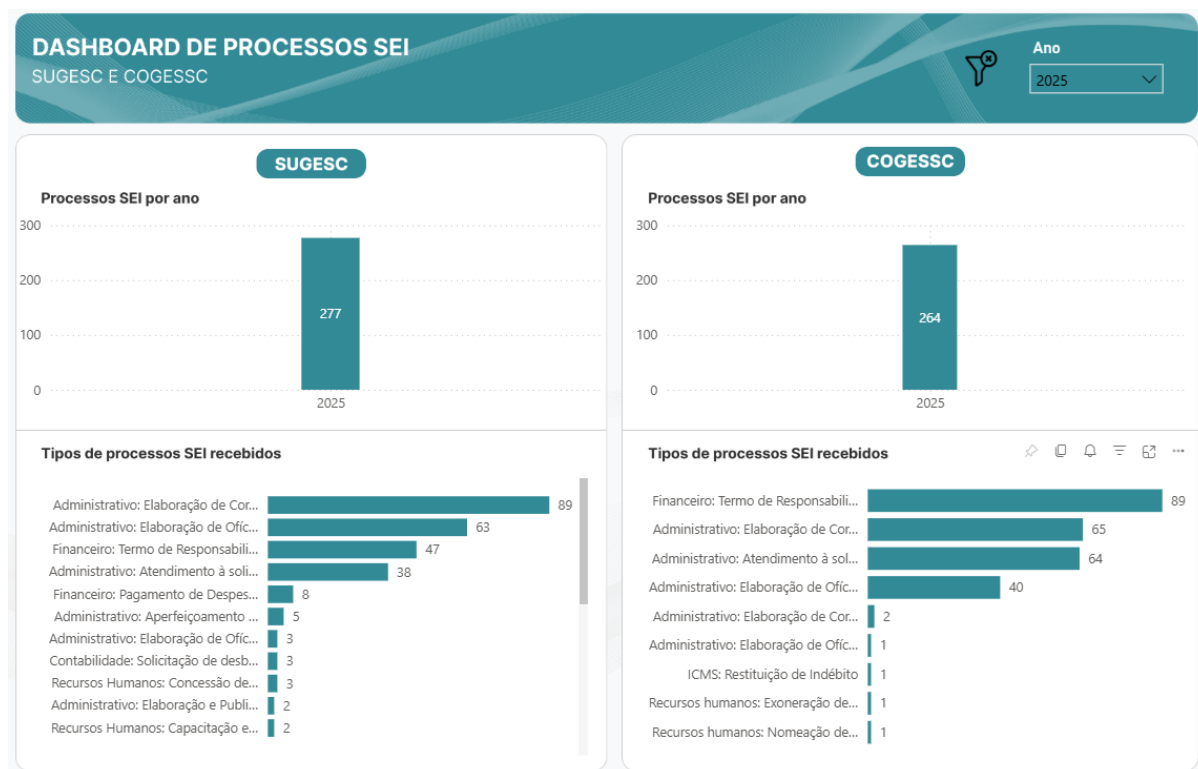 DASHBOARD DE PROCESSOS SEI
SUGESC E COGESSC
Ano
2025
SUGESC
Processos SEI por ano
300
200
100
0
277
2025
Tipos de processos SEI recebidos
Administrativo: Elaboração de Cor... 89
Administrativo: Elaboração de Ofíc... 63
Financeiro: Termo de Responsabili... 47
Administrativo: Atendimento à soli... 38
Financeiro: Pagamento de Despes... 8
Administrativo: Aperfeiçoamento ... 5
Administrativo: Elaboração de Ofíc... 3
Contabilidade: Solicitação de desb... 3
Recursos Humanos: Concessão de... 3
Administrativo: Elaboração e Publi... 2
Recursos Humanos: Capacitação e... 2
COGESSC
Processos SEI por ano
300
200
100
0
264
2025
Tipos de processos SEI recebidos
Financeiro: Termo de Responsabili... 89
Administrativo: Elaboração de Cor... 65
Administrativo: Atendimento à sol... 64
Administrativo: Elaboração de Ofíc... 40
Administrativo: Elaboração de Cor... 2
Administrativo: Elaboração de Ofíc... 1
ICMS: Restituição de Indébito 1
Recursos humanos: Exoneração de... 1
Recursos humanos: Nomeação de... 1